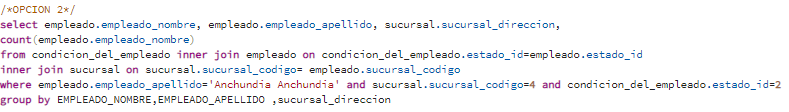 /*OPCION 2*/
select empleado.empleado_nombre, empleado.empleado_apellido, sucursal.sucursal_direccion,
count(empleado.empleado_nombre)
from condicion_del_empleado inner join empleado on condicion_del_empleado.estado_id=empleado.estado_id
inner join sucursal on sucursal.sucursal_codigo= empleado.sucursal_codigo
where empleado.empleado_apellido='Anchundia Anchundia' and sucursal.sucursal_codigo=4 and condicion_del_empleado.estado_id=2
group by EMPLEADO_NOMBRE,EMPLEADO_APELLIDO ,sucursal_direccion